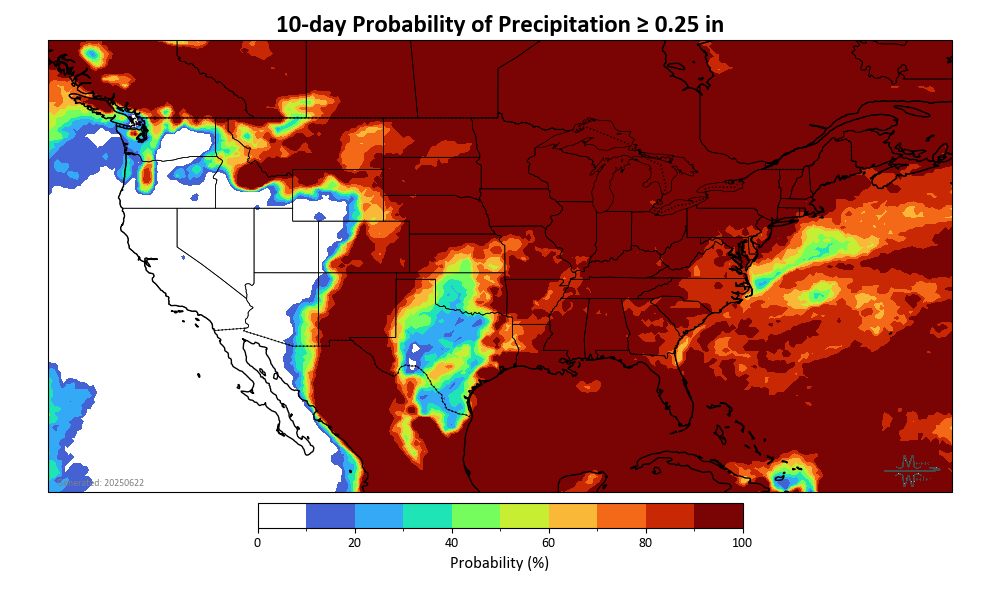 10-day Probability of Precipitation ≥ 0.25 in
Generated: 20250622
0 20 40 60 80 100
Probability (%)